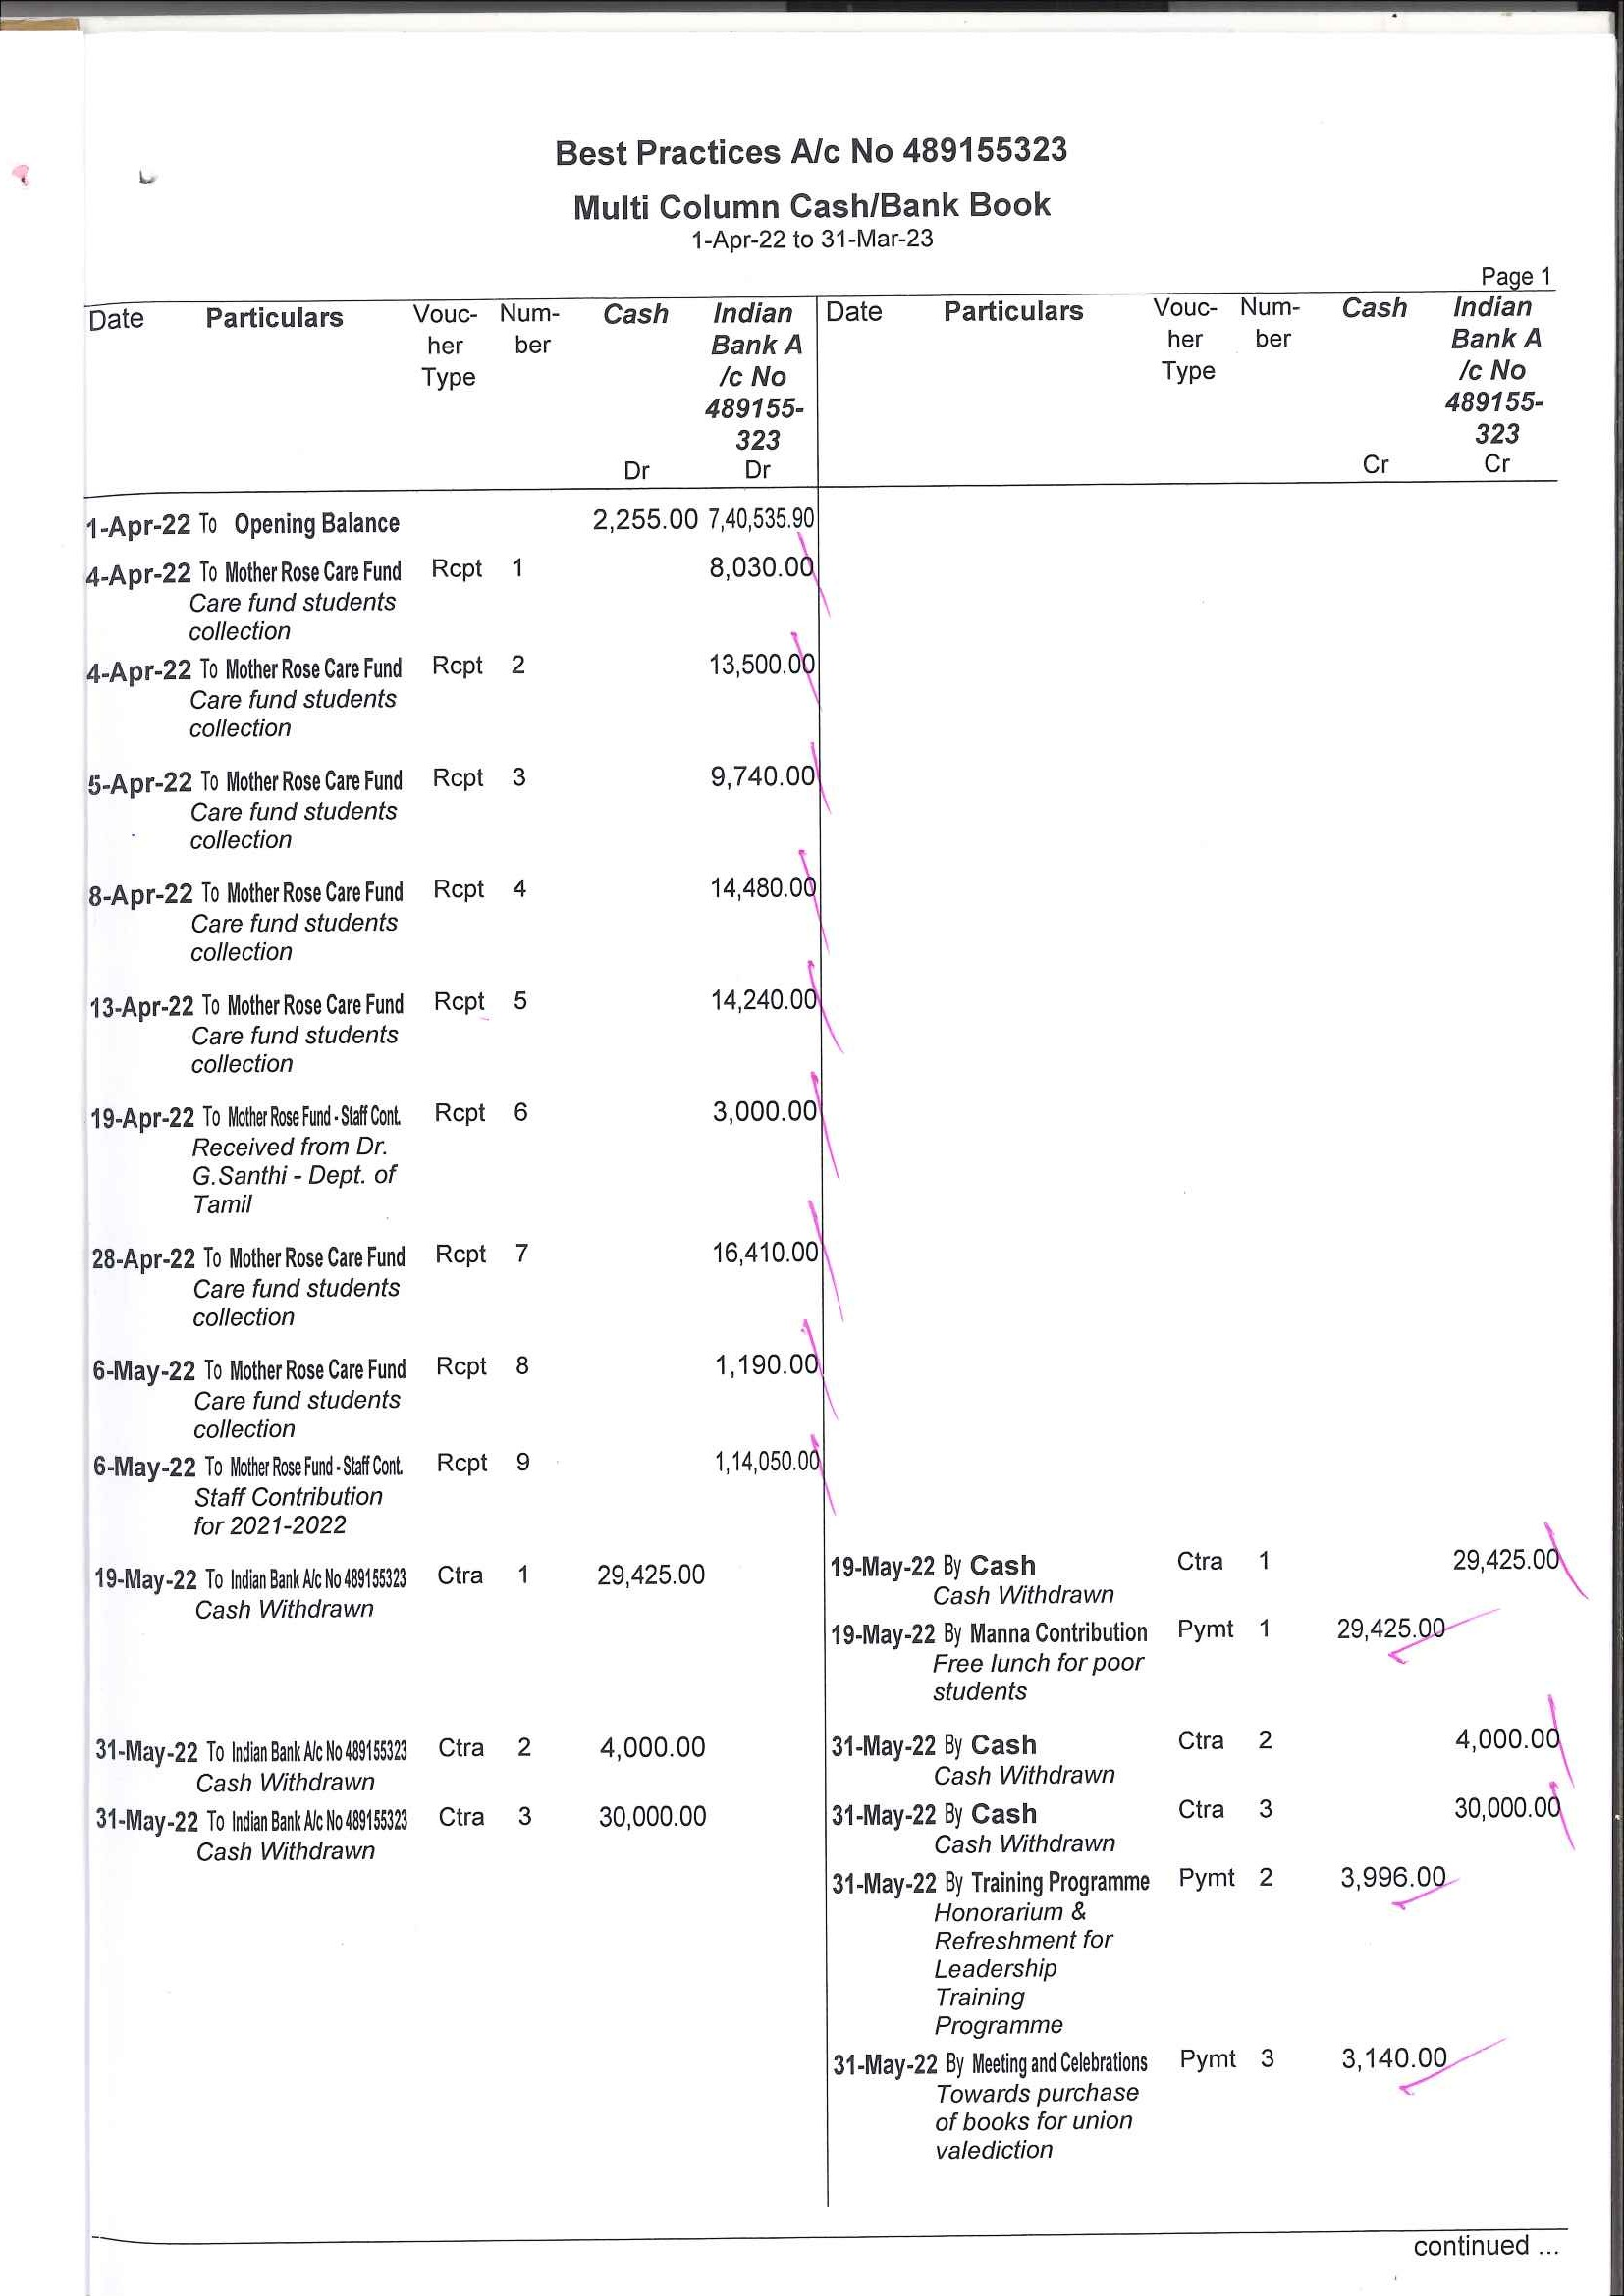 Best Practices A/c No 489155323
Multi Column Cash/Bank Book
1-Apr-22 to 31-Mar-23
Page 1
Date Particulars Vouc- Num- Cash Indian
her ber Bank A
Type /c No
489155-
323
Dr Dr
1-Apr-22 To Opening Balance 2,255.00 7,40,535.90
4-Apr-22 To Mother Rose Care Fund Rcpt 1 8,030.00
Care fund students
collection
4-Apr-22 To Mother Rose Care Fund Rcpt 2 13,500.00
Care fund students
collection
5-Apr-22 To Mother Rose Care Fund Rcpt 3 9,740.00
Care fund students
collection
8-Apr-22 To Mother Rose Care Fund Rcpt 4 14,480.00
Care fund students
collection
13-Apr-22 To Mother Rose Care Fund Rcpt 5 14,240.00
Care fund students
collection
19-Apr-22 To Mother Rose Fund - Staff Cont. Rcpt 6 3,000.00
Received from Dr.
G.Santhi - Dept. of
Tamil
28-Apr-22 To Mother Rose Care Fund Rcpt 7 16,410.00
Care fund students
collection
6-May-22 To Mother Rose Care Fund Rcpt 8 1,190.00
Care fund students
collection
6-May-22 To Mother Rose Fund - Staff Cont. Rcpt 9 1,14,050.00
Staff Contribution
for 2021-2022
19-May-22 To Indian Bank A/c No 489155323 Ctra 1 29,425.00
Cash Withdrawn
31-May-22 To Indian Bank A/c No 489155323 Ctra 2 4,000.00
Cash Withdrawn
31-May-22 To Indian Bank A/c No 489155323 Ctra 3 30,000.00
Cash Withdrawn
Date Particulars Vouc- Num- Cash Indian
her ber Bank A
Type /c No
489155-
323
Cr Cr
19-May-22 By Cash Ctra 1 29,425.00
Cash Withdrawn
19-May-22 By Manna Contribution Pymt 1 29,425.00
Free lunch for poor
students
31-May-22 By Cash Ctra 2 4,000.00
Cash Withdrawn
31-May-22 By Cash Ctra 3 30,000.00
Cash Withdrawn
31-May-22 By Training Programme Pymt 2 3,996.00
Honorarium &
Refreshment for
Leadership
Training
Programme
31-May-22 By Meeting and Celebrations Pymt 3 3,140.00
Towards purchase
of books for union
valediction
continued ...